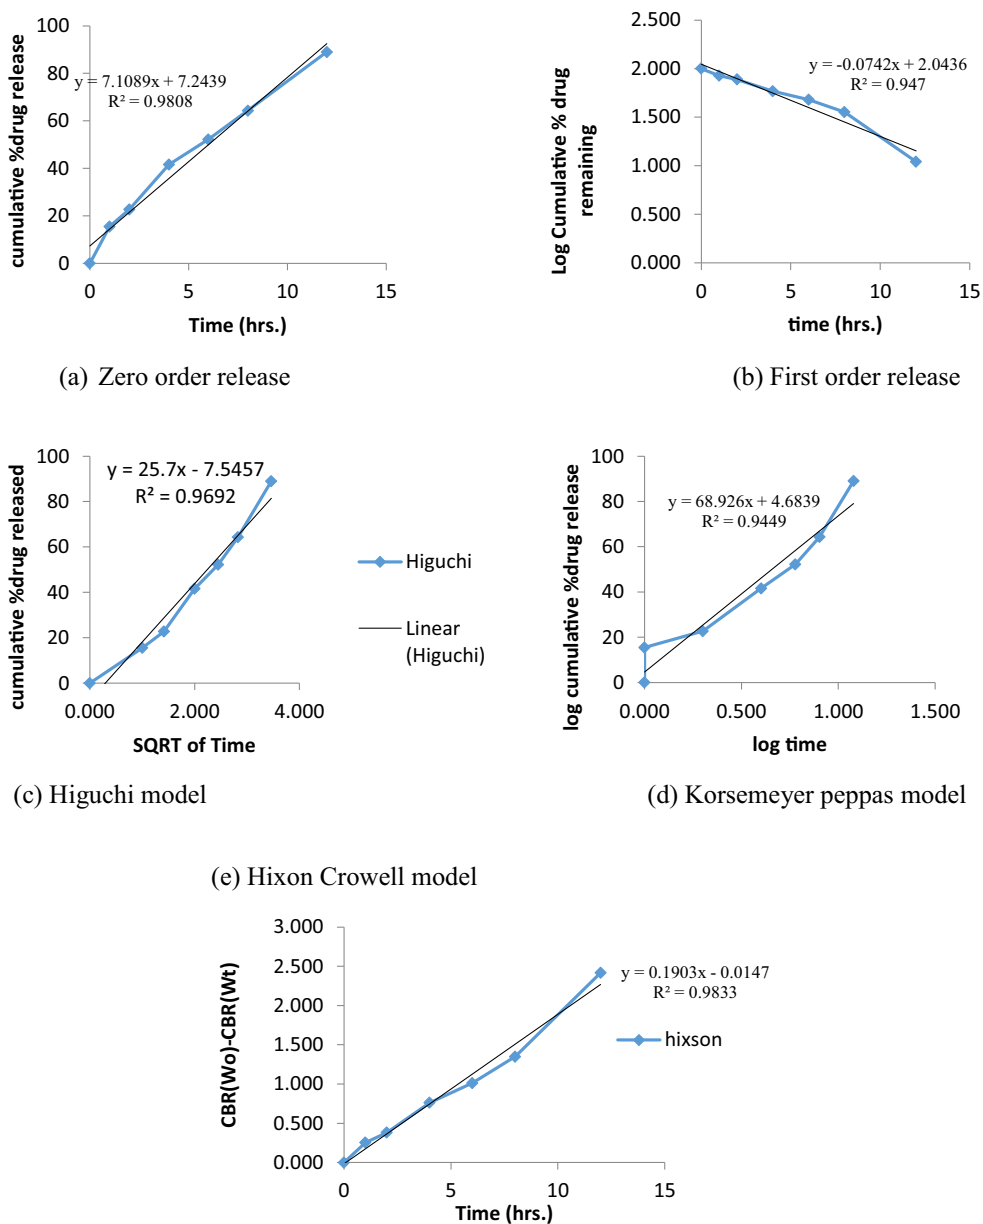 cumulative %drug release
100
80
60
40
20
0
y = 7.1089x + 7.2439
R² = 0.9808
0 5 10 15
Time (hrs.)
(a) Zero order release
Log Cumulative % drug
remaining
2.500
2.000
1.500
1.000
0.500
0.000
y = -0.0742x + 2.0436
R² = 0.947
0 5 10 15
time (hrs.)
(b) First order release
cumulative %drug released
100
80
60
40
20
0
y = 25.7x - 7.5457
R² = 0.9692
0.000 2.000 4.000
SQRT of Time
Higuchi
Linear
(Higuchi)
(c) Higuchi model
log cumulative %drug release
100
80
60
40
20
0
y = 68.926x + 4.6839
R² = 0.9449
0.000 0.500 1.000 1.500
log time
(d) Korsemeyer peppas model
(e) Hixon Crowell model
CBR(Wo)-CBR(Wt)
3.000
2.500
2.000
1.500
1.000
0.500
0.000
y = 0.1903x - 0.0147
R² = 0.9833
hixson
0 5 10 15
Time (hrs.)